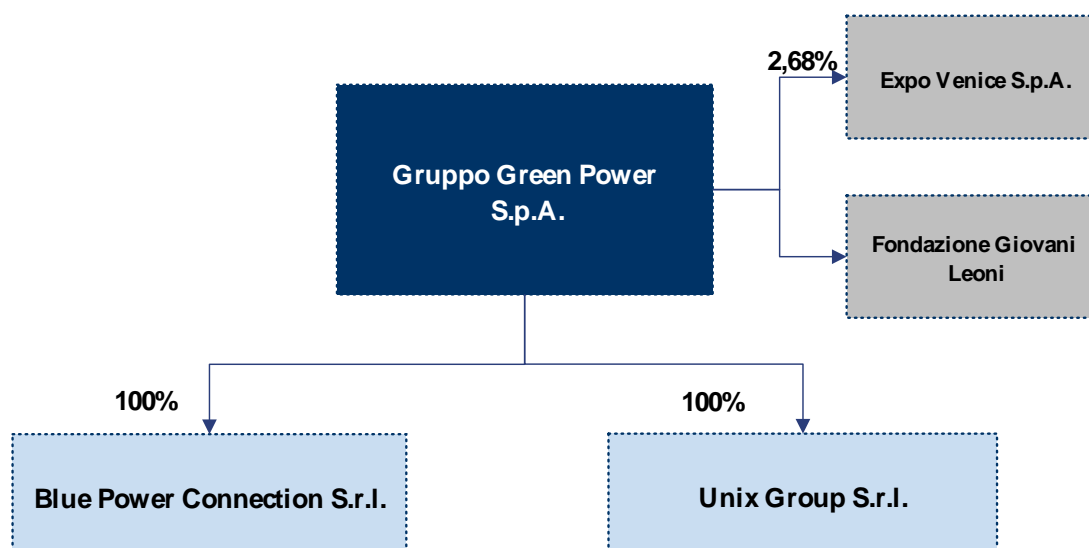 2,68%
Expo Venice S.p.A.
Gruppo Green Power
S.p.A.
Fondazione Giovani
Leoni
100%
100%
Blue Power Connection S.r.l.
Unix Group S.r.l.